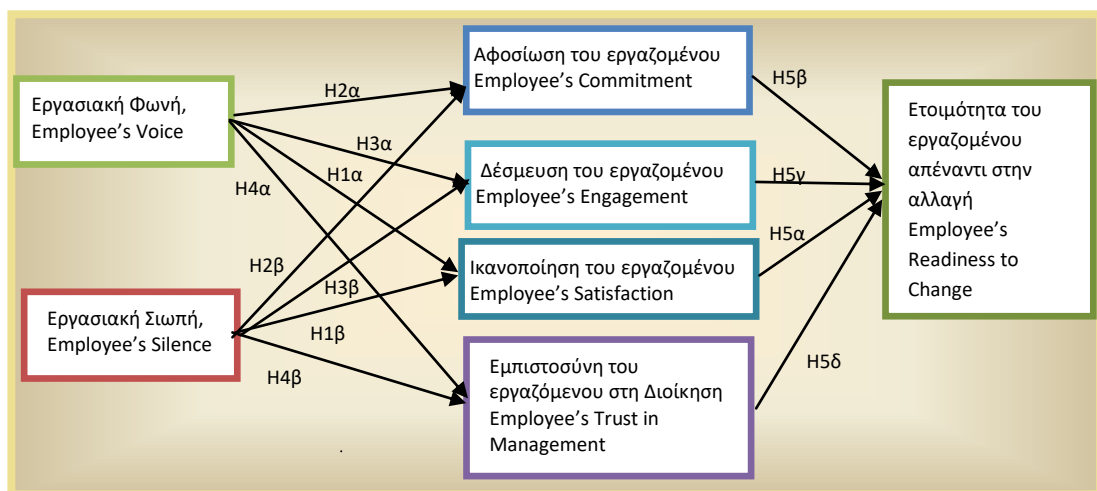 Εργασιακή Φωνή,
Employee's Voice
Εργασιακή Σιωπή,
Employee's Silence
H2α
H3α
H1α
H4α
H2β
H3β
H1β
H4β
Αφοσίωση του εργαζομένου
Employee's Commitment
Δέσμευση του εργαζομένου
Employee's Engagement
Ικανοποίηση του εργαζομένου
Employee's Satisfaction
Εμπιστοσύνη του
εργαζόμενου στη Διοίκηση
Employee's Trust in
Management
H5β
H5γ
H5α
H5δ
Ετοιμότητα του
εργαζομένου
απέναντι στην
αλλαγή
Employee's
Readiness to
Change
.